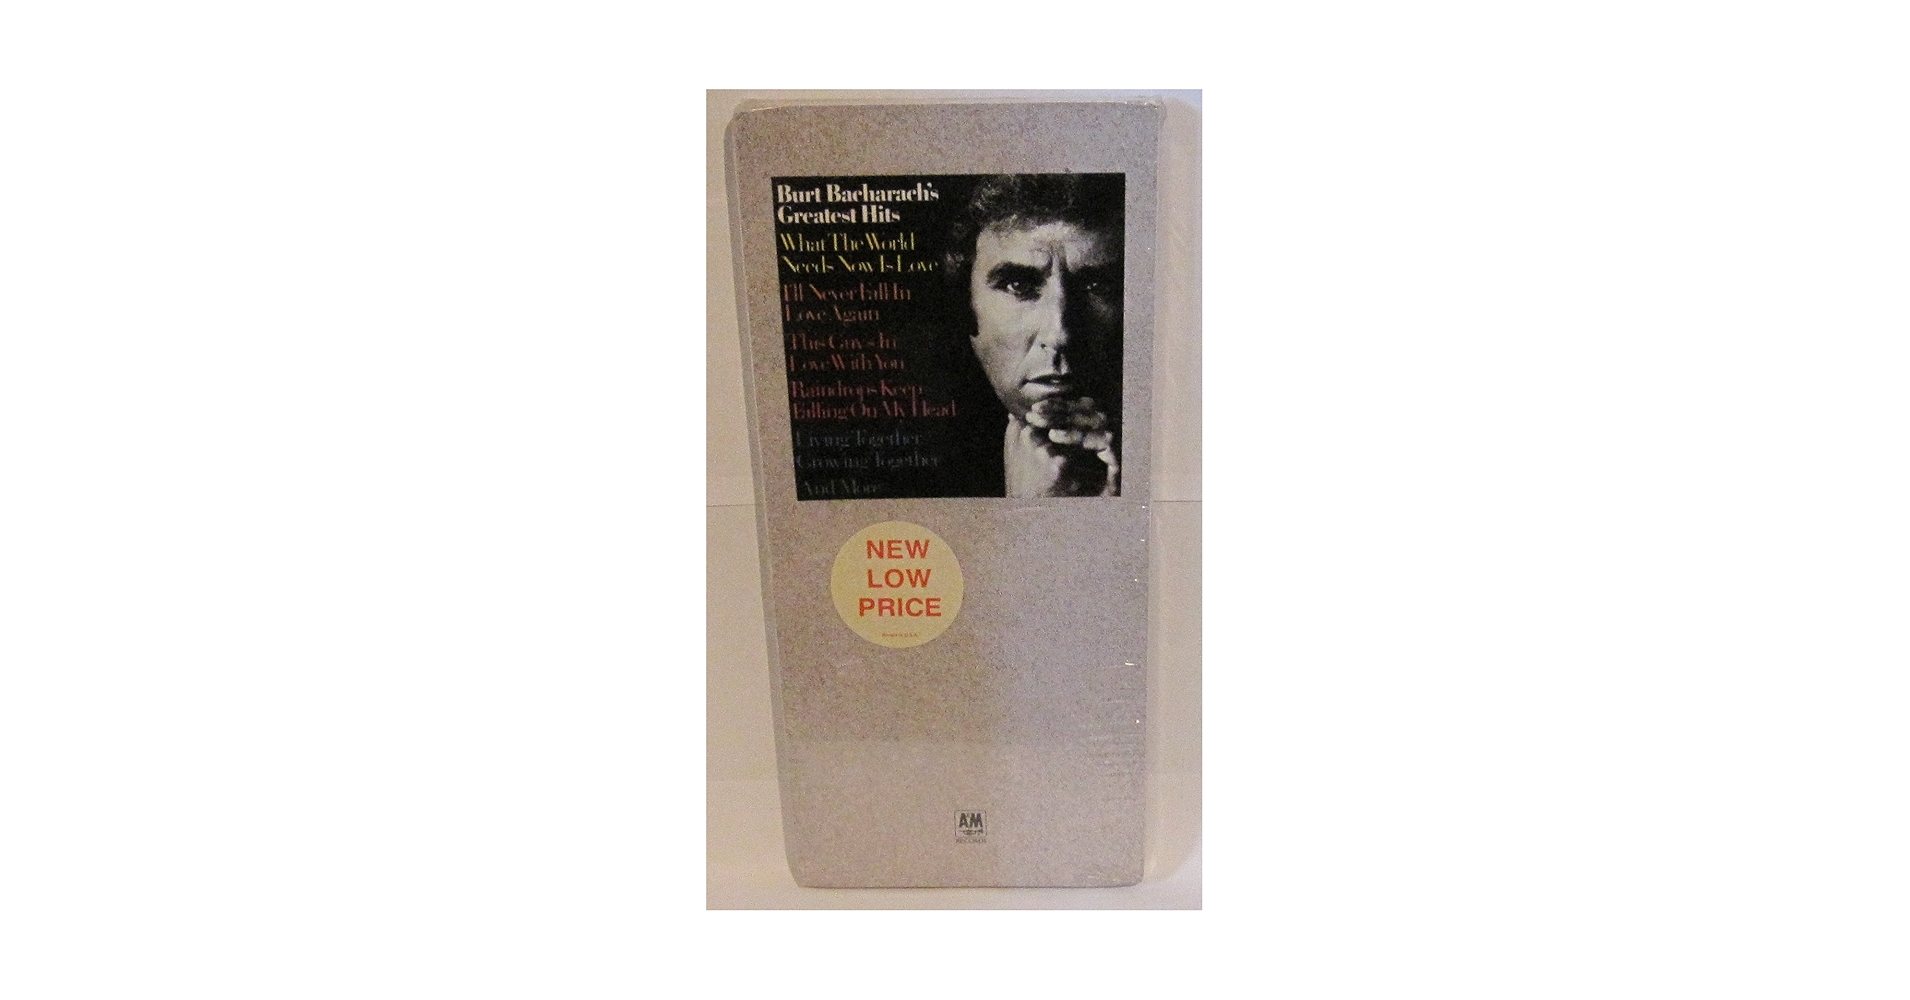 Burt Bacharach's
Greatest Hits
What The World
Needs Now Is Love
I'll Never Fall In
Love Again
This Guy's In
Love With You
Raindrops Keep
Falling On My Head
Living Together
Growing Together
And More
NEW
LOW
PRICE
A&M
RECORDS